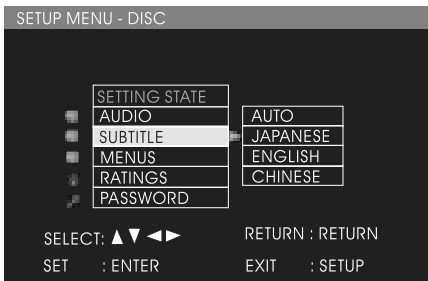 SETUP MENU - DISC
SETTING STATE
AUDIO
SUBTITLE
MENUS
RATINGS
PASSWORD
AUTO
JAPANESE
ENGLISH
CHINESE
SELECT: ▲▼◄►
RETURN : RETURN
SET : ENTER
EXIT : SETUP